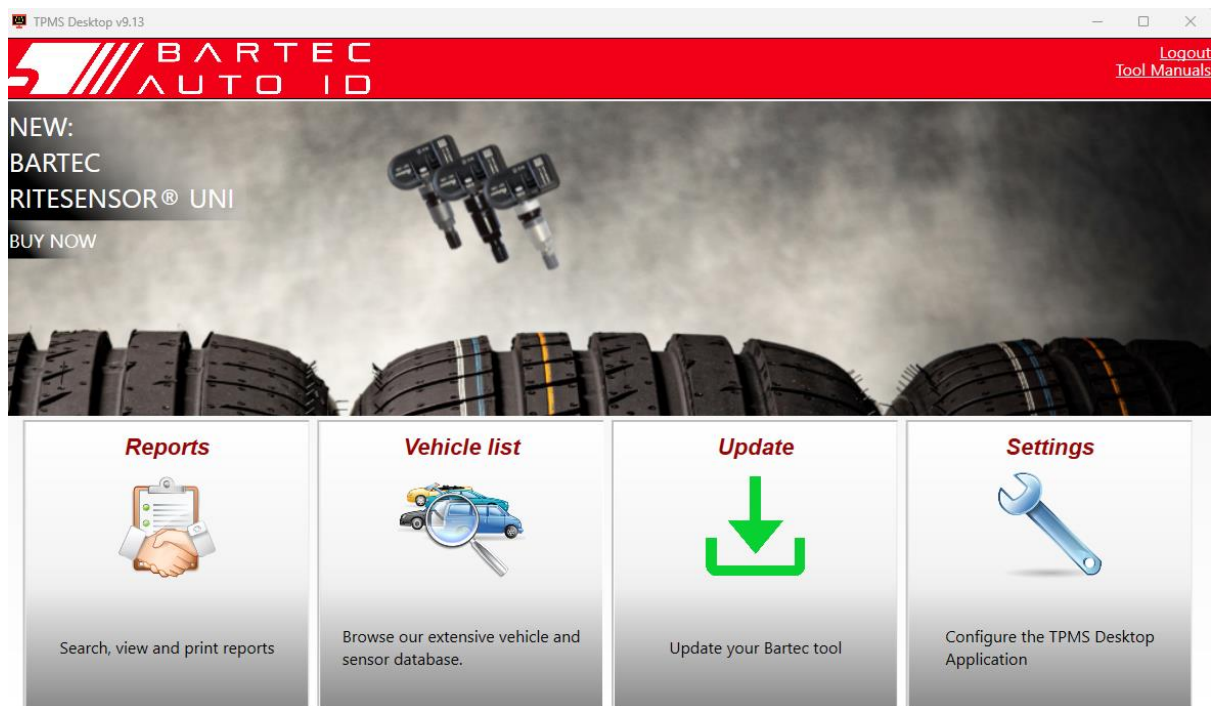 TPMS Desktop v9.13
BARTEC
AUTO ID
Logout
Tool Manuals
NEW:
BARTEC
RITESENSOR® UNI
BUY NOW
Reports
Vehicle list
Update
Settings
Search, view and print reports
Browse our extensive vehicle and
sensor database.
Update your Bartec tool
Configure the TPMS Desktop
Application